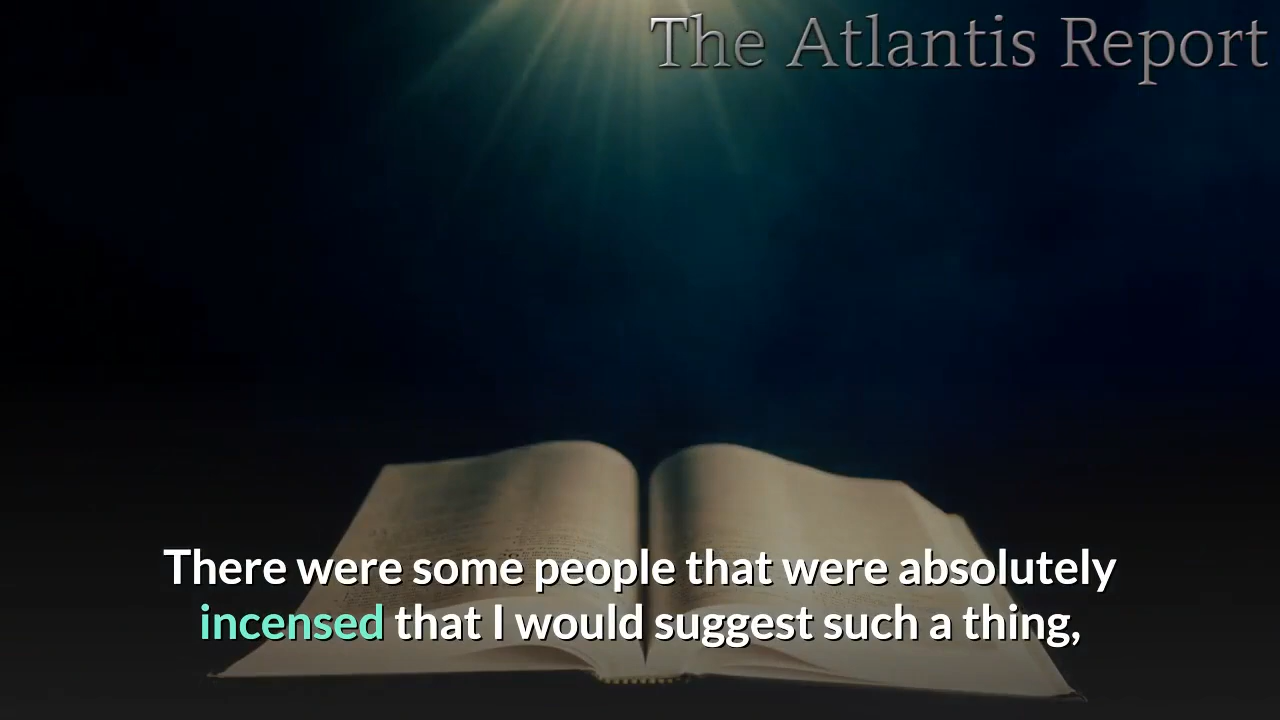 The Atlantis Report
There were some people that were absolutely
incensed that I would suggest such a thing,